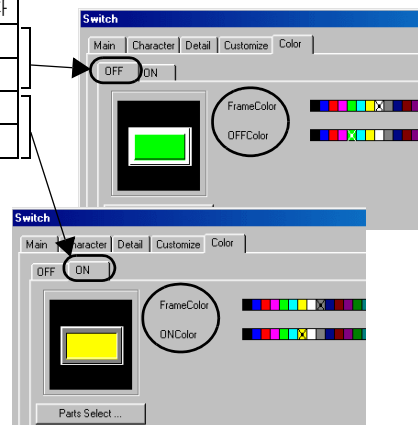 Switch
Main Character Detail Customize Color
OFF ON
FrameColor
OFFColor
Switch
Main Character Detail Customize Color
OFF ON
FrameColor
ONColor
Parts Select ...